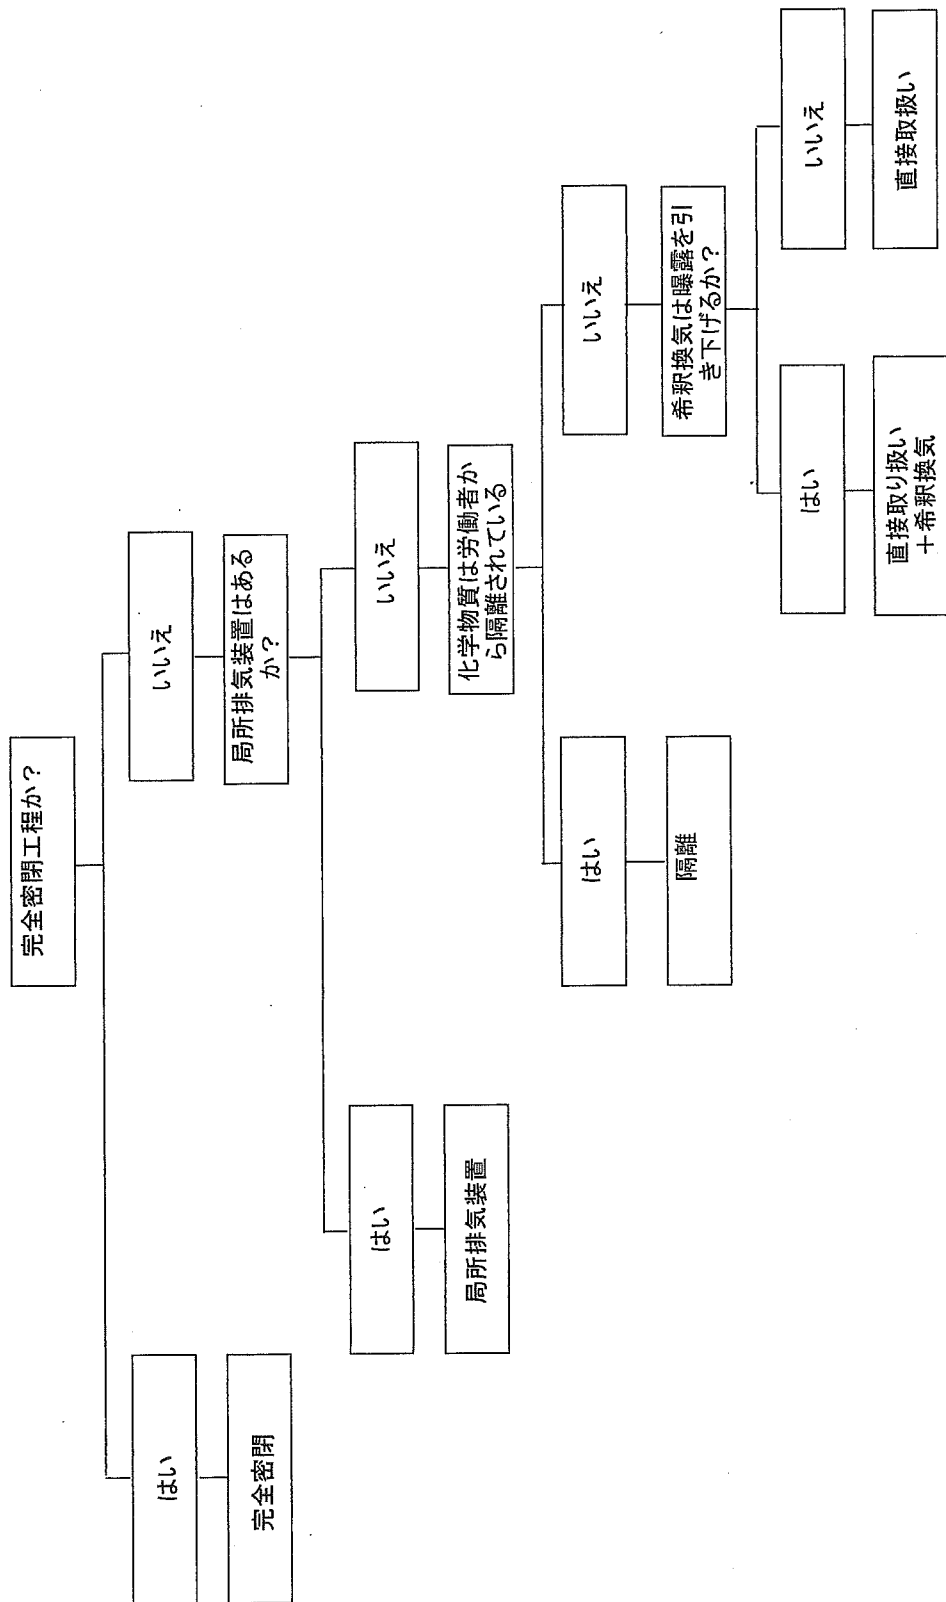 完全密閉工程か?
はい
完全密閉
いいえ
局所排気装置はある
か?
はい
局所排気装置
いいえ
化学物質は労働者か
ら隔離されている
はい
隔離
いいえ
希釈換気は曝露を引
き下げるか?
はい
直接取り扱い
+希釈換気
いいえ
直接取扱い